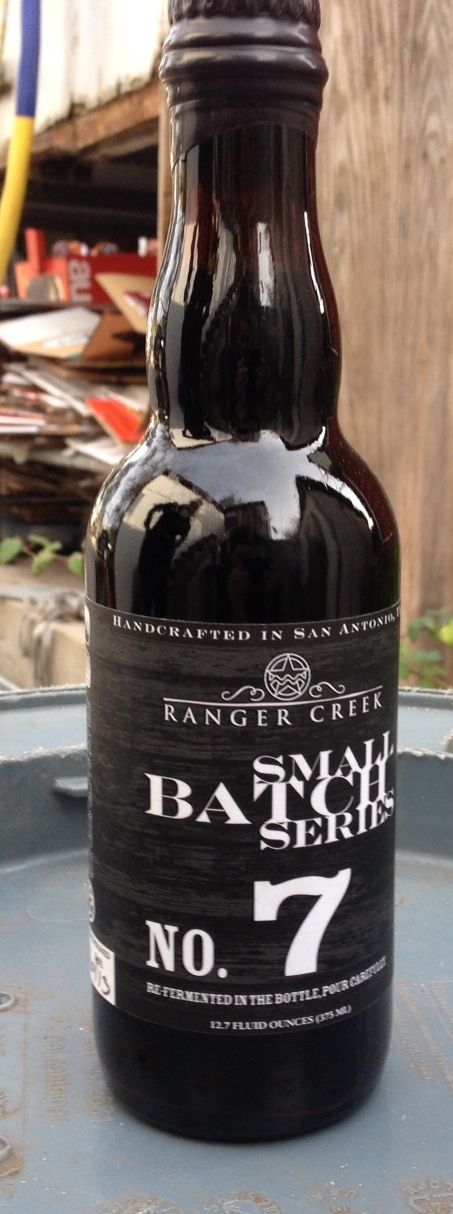 HANDCRAFTED IN SAN ANTONIO, T
RANGER CREEK
SMALL
BATCH
SERIES
NO. 7
RE-FERMENTED IN THE BOTTLE, POUR CAREFULLY
12.7 FLUID OUNCES (375 ML)